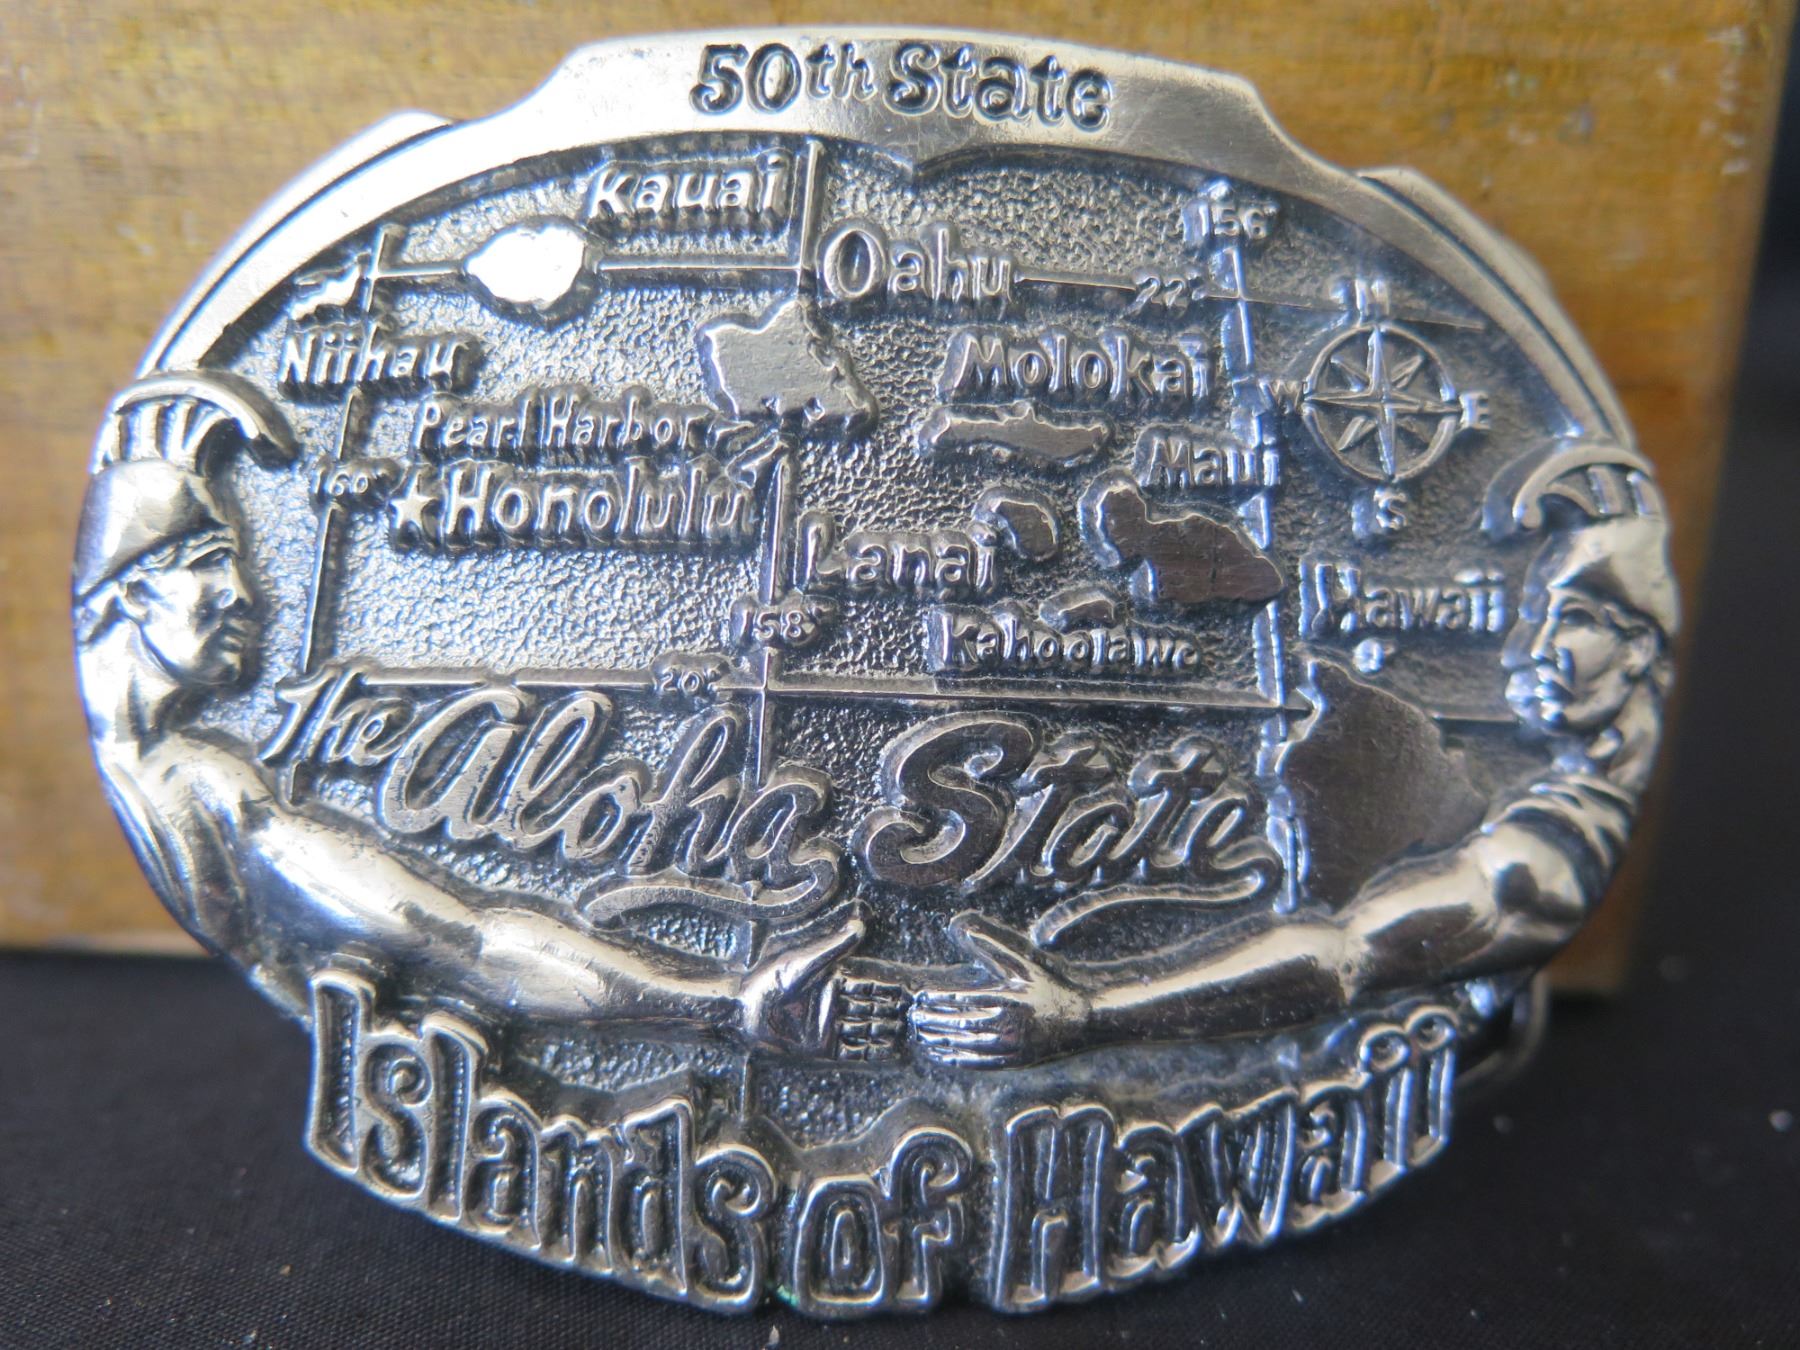 50th State
Kauai
156°
Oahu
22°
N
Niihau
Molokai
W
E
Pearl Harbor
Maui
160°
Honolulu
S
Lanai
Hawaii
158°
Kahoolawe
20°
The Aloha State
Islands of Hawaii